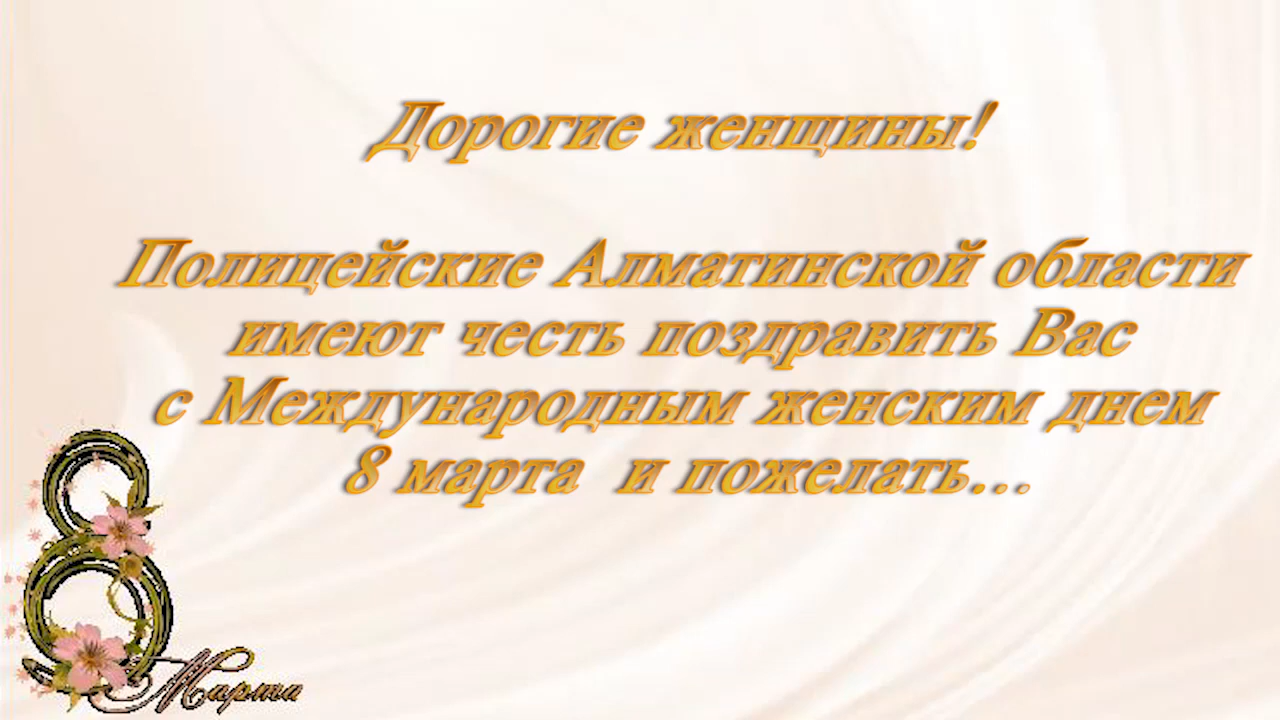 Дорогие женщины!
Полицейские Алматинской области
имеют честь поздравить Вас
с Международным женским днем
8 марта и пожелать...
8
Марта